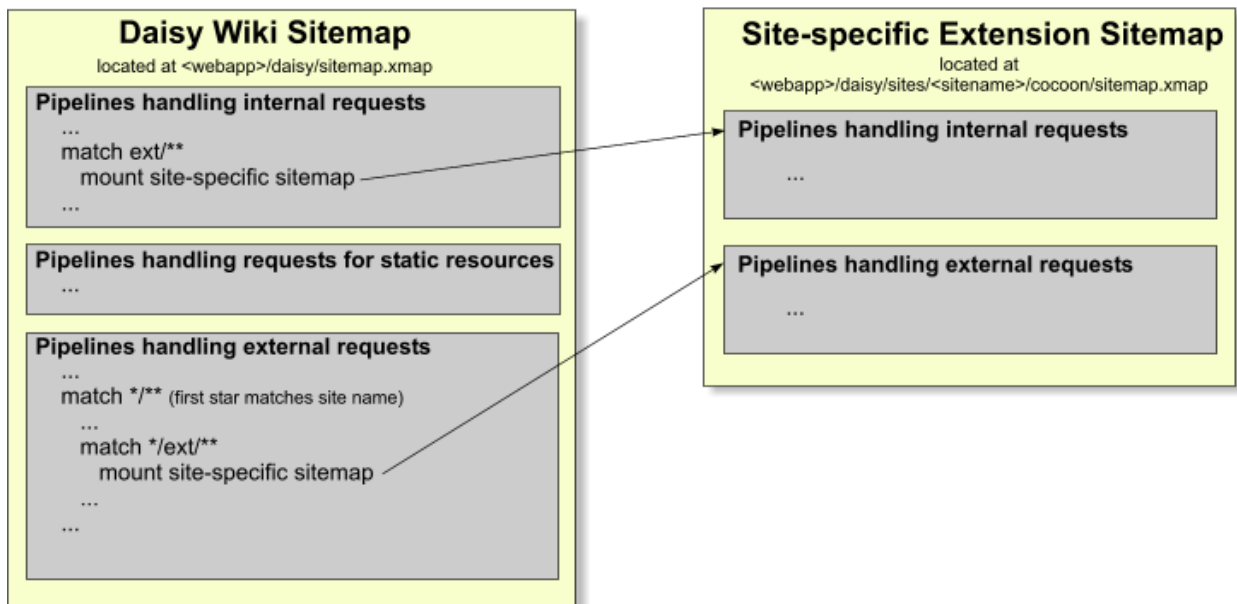 Daisy Wiki Sitemap
located at <webapp>/daisy/sitemap.xmap
Pipelines handling internal requests
...
match ext/**
mount site-specific sitemap
...
Pipelines handling requests for static resources
...
Pipelines handling external requests
...
match */** (first star matches site name)
...
match */ext/**
mount site-specific sitemap
...
...
Site-specific Extension Sitemap
located at
<webapp>/daisy/sites/<sitename>/cocoon/sitemap.xmap
Pipelines handling internal requests
...
Pipelines handling external requests
...